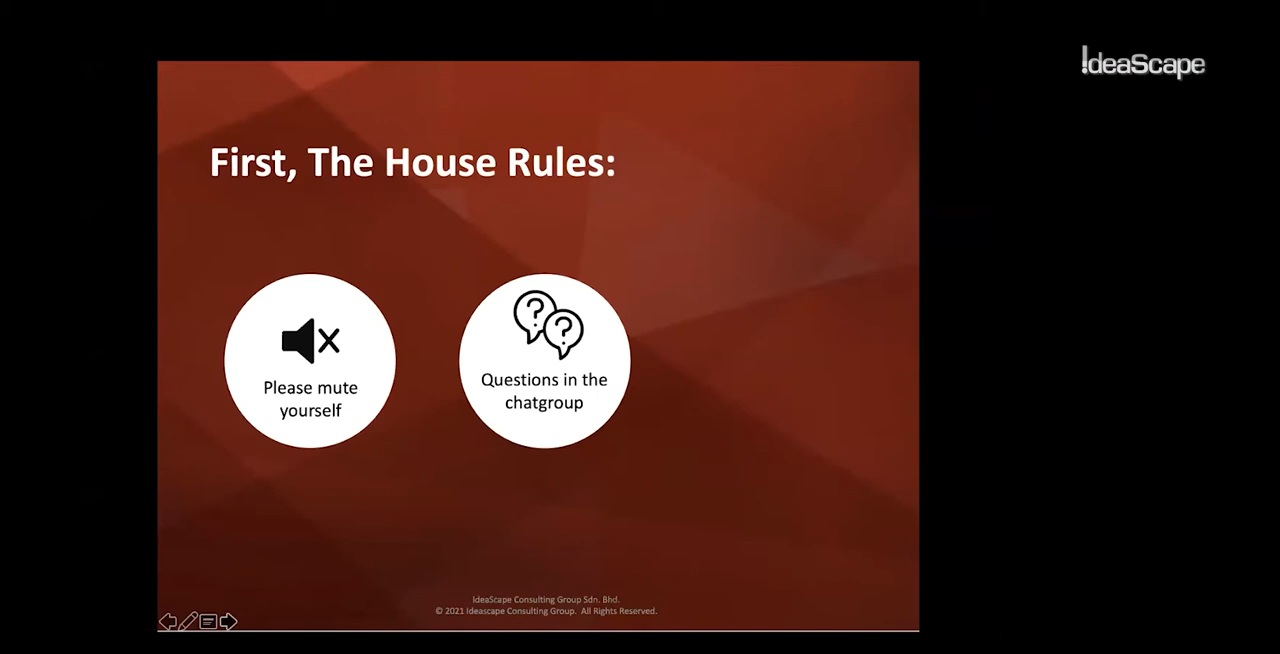 !deaScape
First, The House Rules:
Please mute
yourself
Questions in the
chatgroup
IdeaScape Consulting Group Sdn. Bhd.
© 2021 Ideascape Consulting Group. All Rights Reserved.